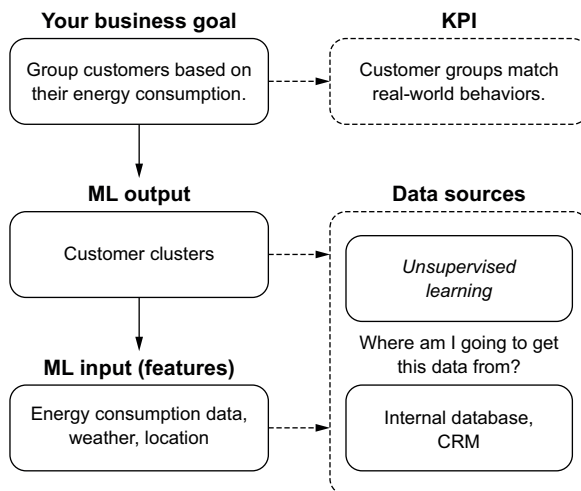 Your business goal
KPI
Group customers based on
their energy consumption.
Customer groups match
real-world behaviors.
ML output
Data sources
Customer clusters
Unsupervised
learning
Where am I going to get
this data from?
ML input (features)
Energy consumption data,
weather, location
Internal database,
CRM